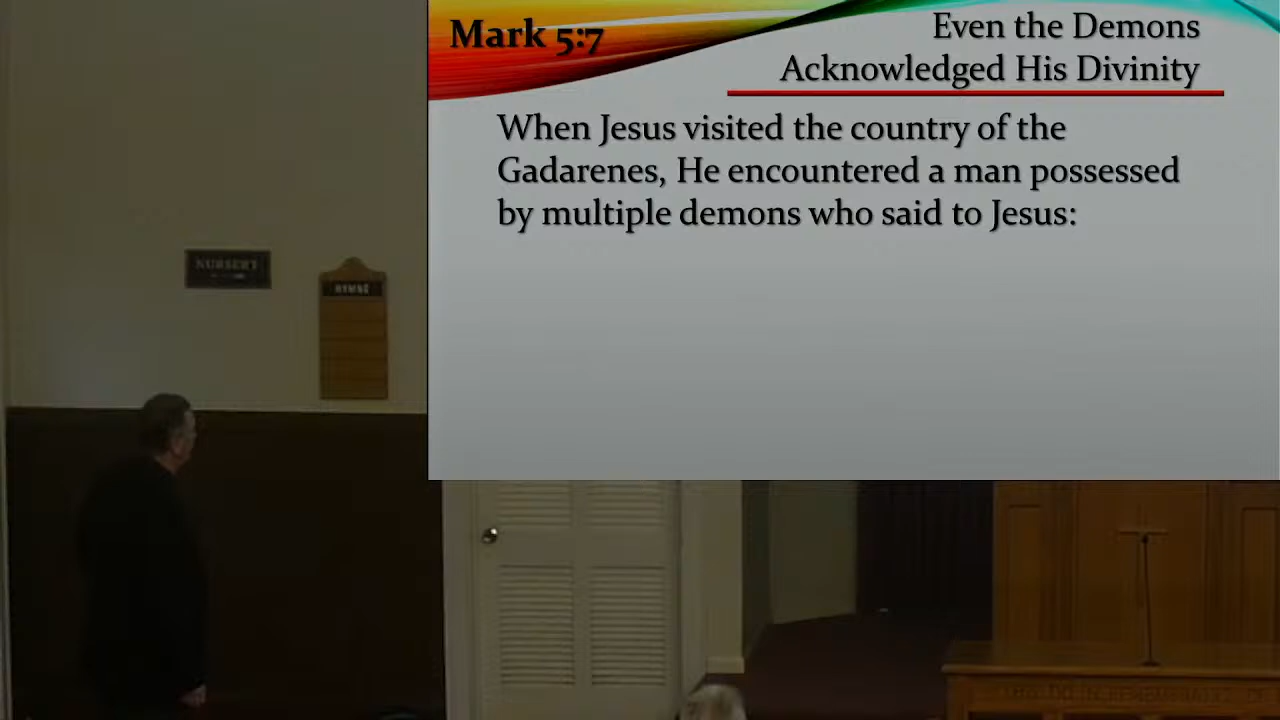 Mark 5:7
Even the Demons
Acknowledged His Divinity
When Jesus visited the country of the
Gadarenes, He encountered a man possessed
by multiple demons who said to Jesus:
NURSERY
HYMNS